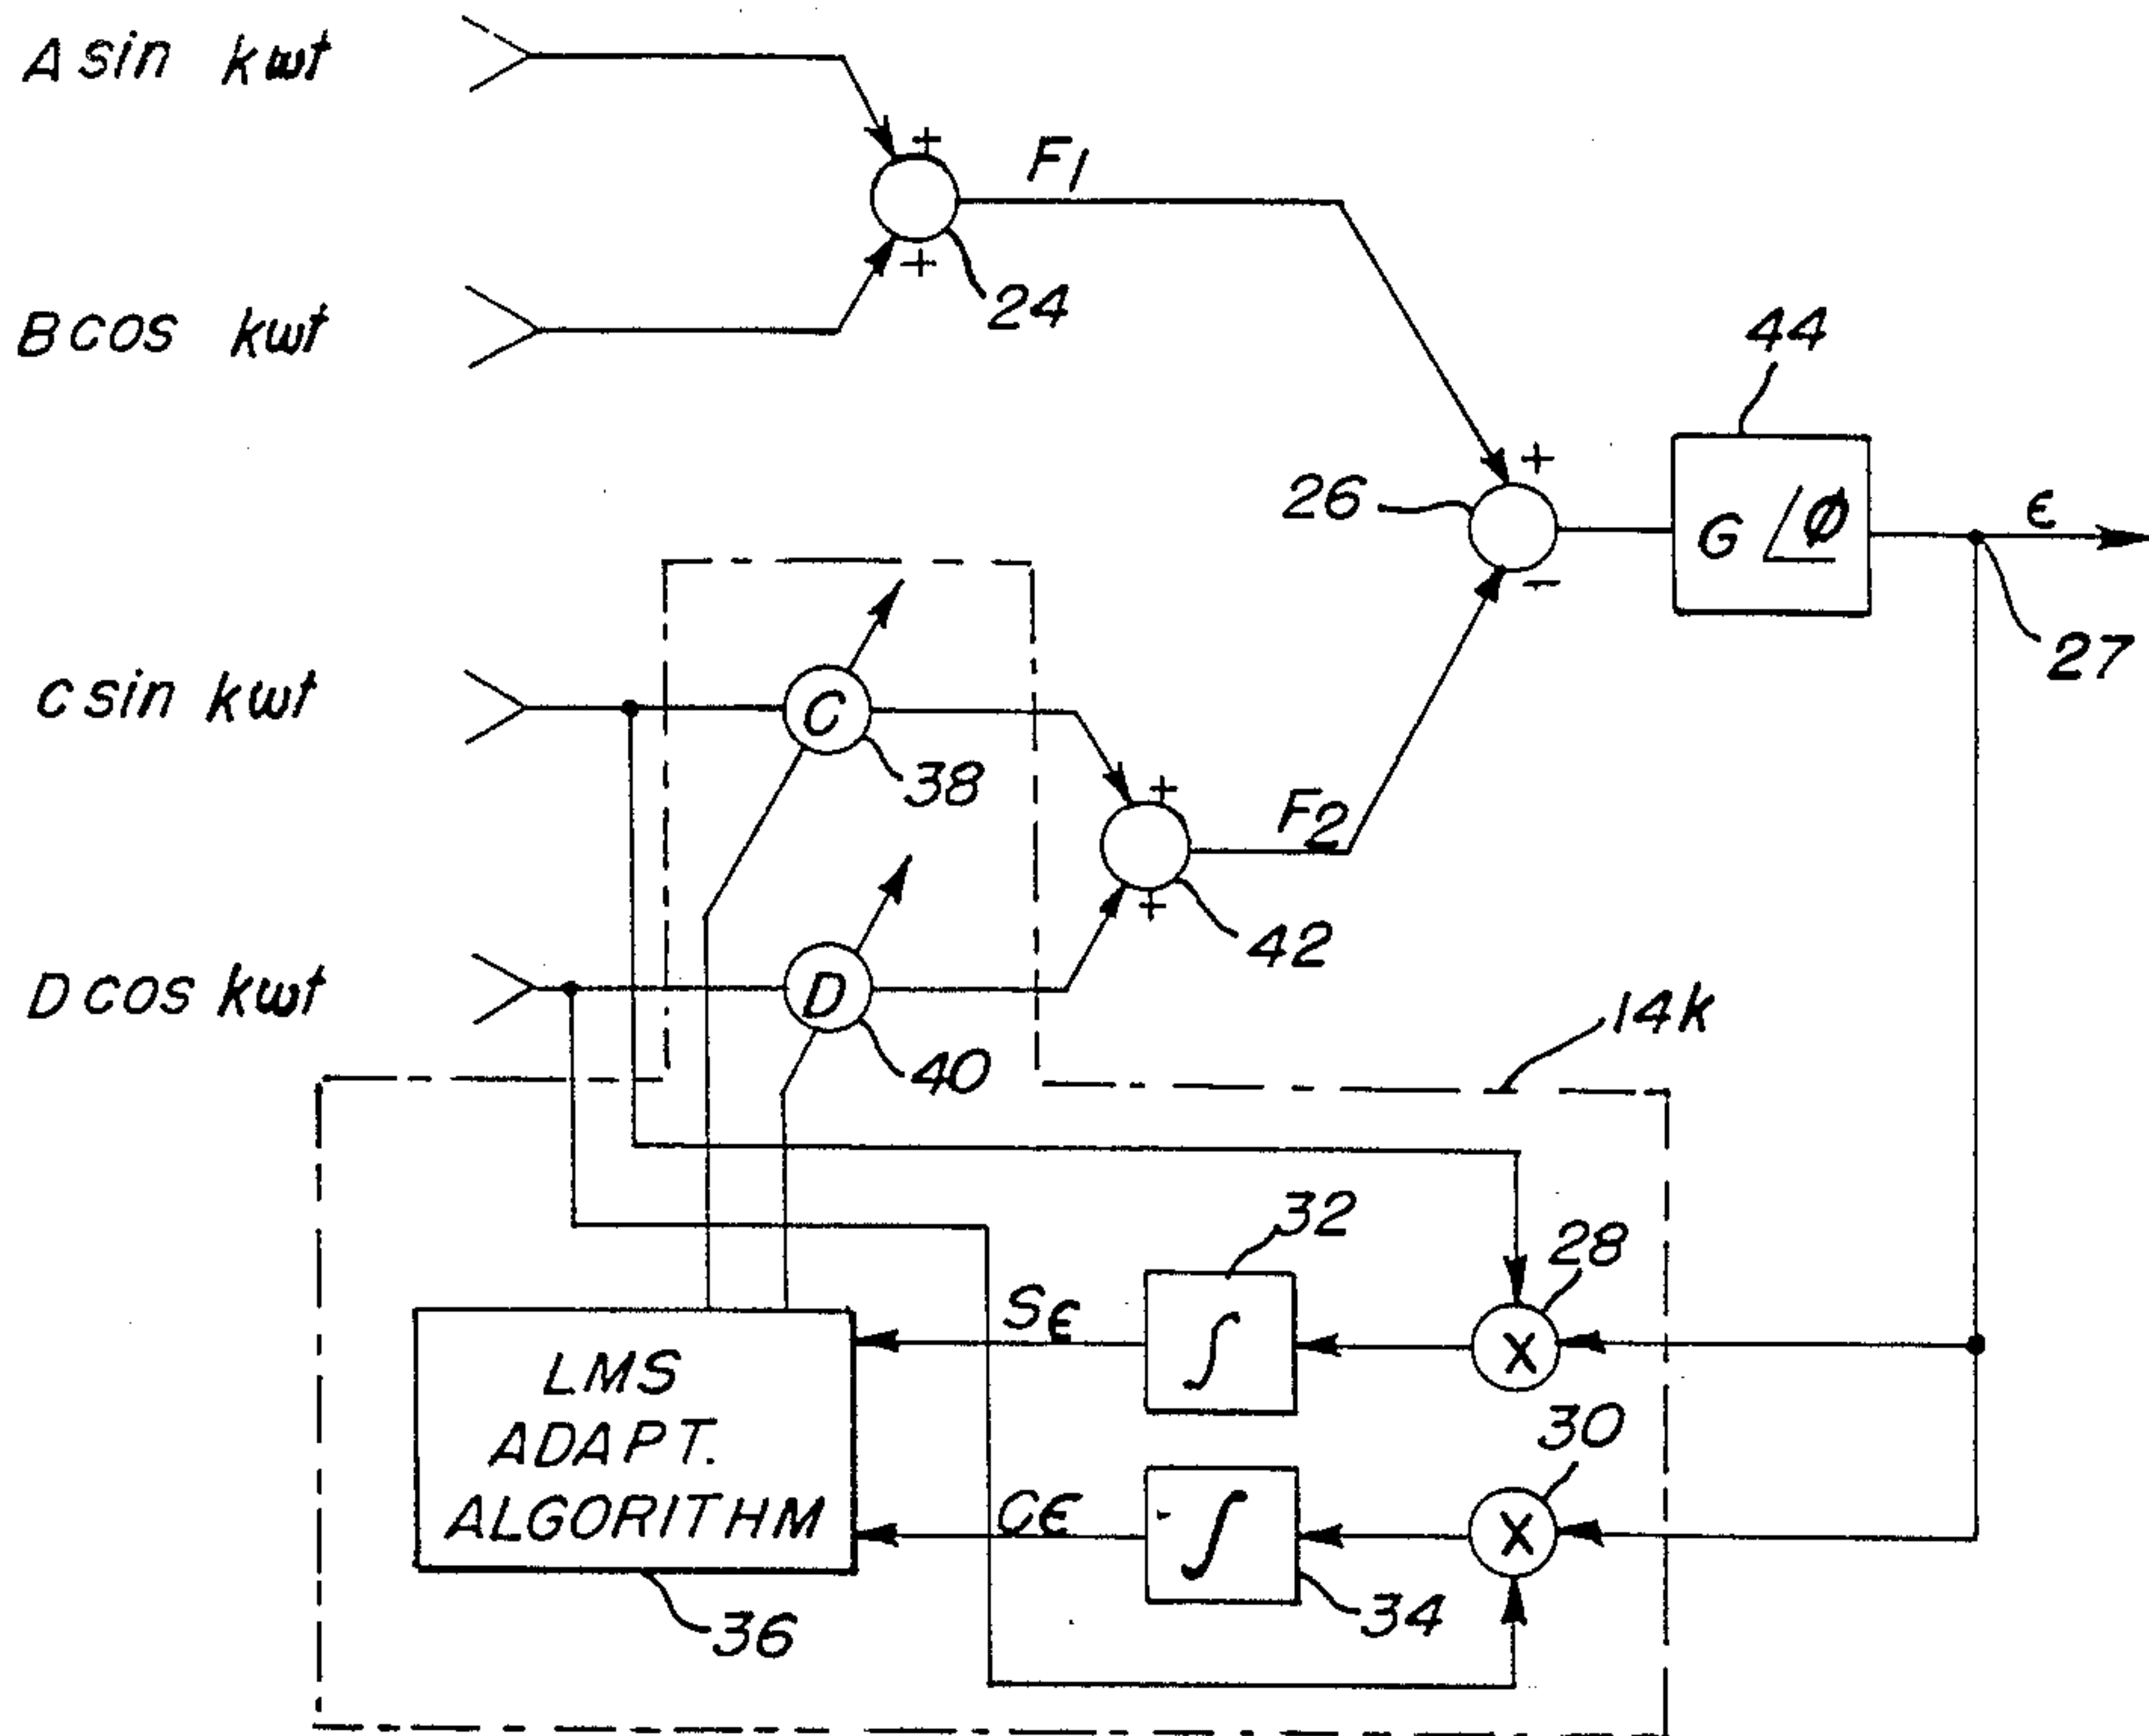 A sin kωt
+
F1
+
24
B cos kωt
44
26
+
G ∠ϕ
ϵ
−
27
C sin kωt
C
38
+
F2
+
42
D cos kωt
D
40
14k
32
28
Sϵ
∫
X
LMS
ADAPT.
ALGORITHM
30
Cϵ
∫
X
34
36